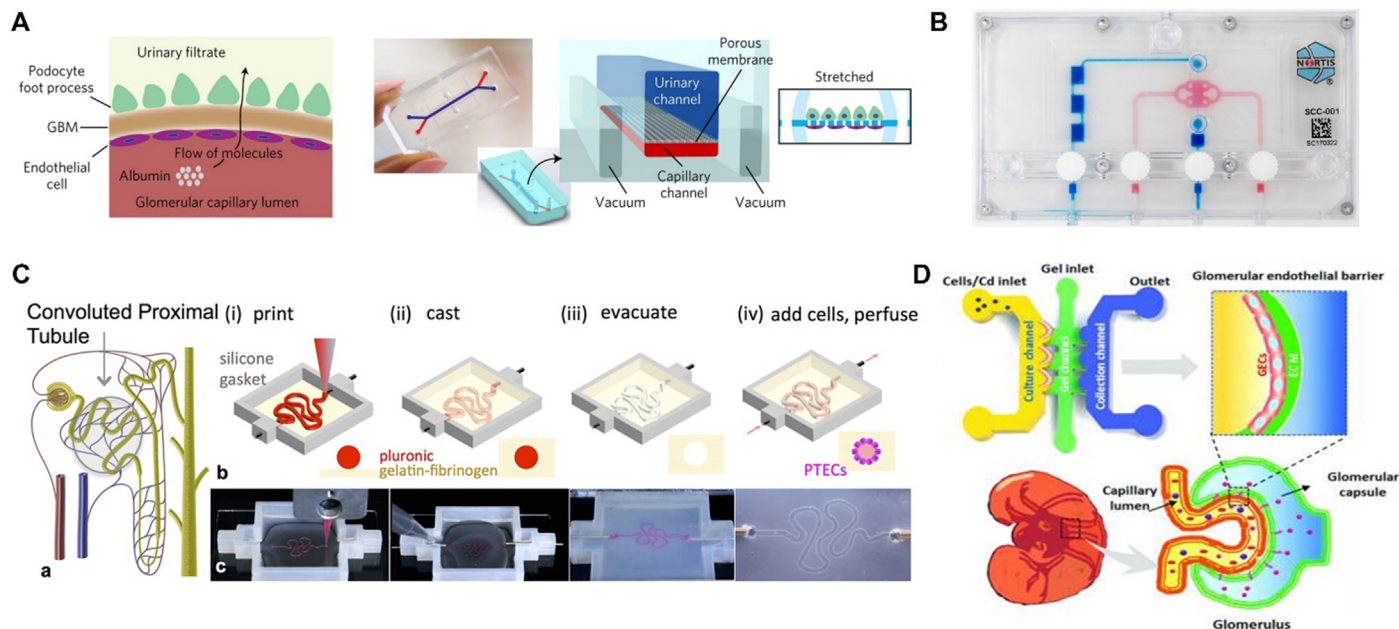 A
Urinary filtrate
Podocyte
foot process
GBM
Endothelial
cell
Flow of molecules
Albumin
Glomerular capillary lumen
Urinary
channel
Porous
membrane
Capillary
channel
Vacuum
Vacuum
Stretched
B
NORTIS
®
SCC-001
SC170322
C
Convoluted Proximal
Tubule
a
(i) print
(ii) cast
(iii) evacuate
(iv) add cells, perfuse
silicone
gasket
pluronic
gelatin-fibrinogen
PTECs
b
c
D
Cells/Cd inlet
Gel inlet
Outlet
Culture channel
Gel channel
Collection channel
Glomerular endothelial barrier
GECs
ECM
Capillary
lumen
Glomerular
capsule
Glomerulus